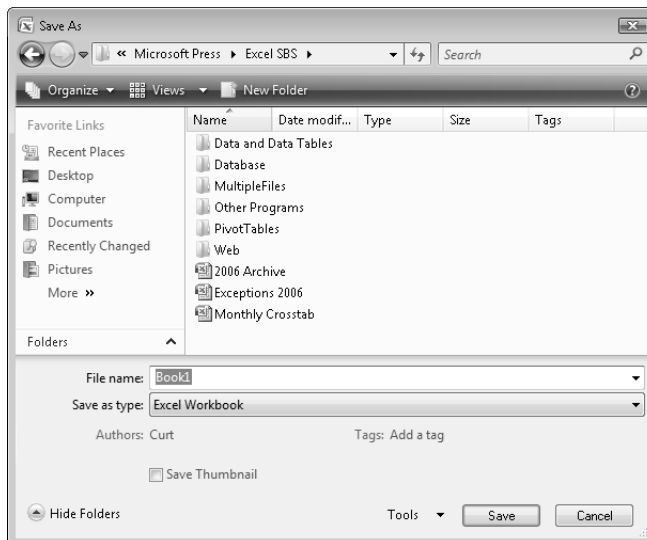 Save As
« Microsoft Press ▸ Excel SBS ▸
Search
Organize
Views
New Folder
Favorite Links
Recent Places
Desktop
Computer
Documents
Recently Changed
Pictures
More »
Folders
Name
Date modif...
Type
Size
Tags
Data and Data Tables
Database
MultipleFiles
Other Programs
PivotTables
Web
2006 Archive
Exceptions 2006
Monthly Crosstab
File name: Book1
Save as type: Excel Workbook
Authors: Curt
Tags: Add a tag
Save Thumbnail
Hide Folders
Tools
Save
Cancel